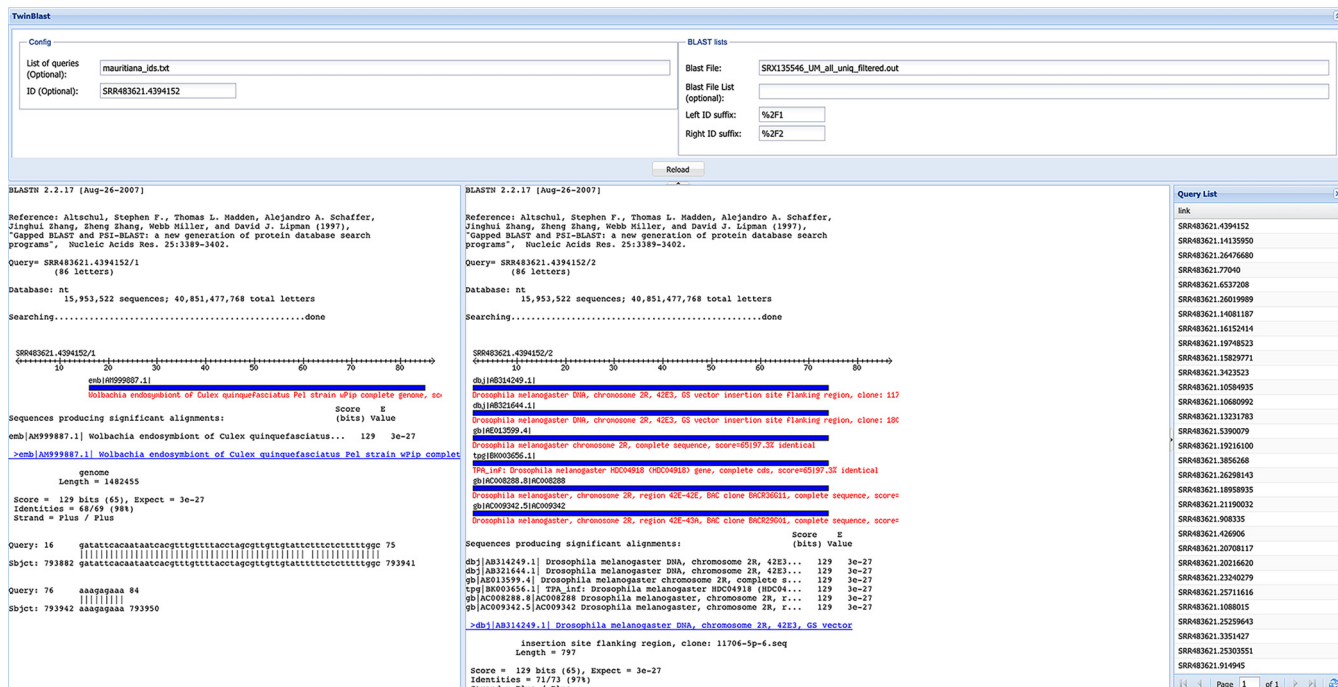 TwinBlast
Config
List of queries
(Optional):
mauritiana_ids.txt
ID (Optional):
SRR483621.4394152
BLAST lists
Blast File:
SRX135546_UM_all_uniq_filtered.out
Blast File List
(optional):
Left ID suffix:
%2F1
Right ID suffix:
%2F2
Reload
BLASTN 2.2.17 [Aug-26-2007]
Reference: Altschul, Stephen F., Thomas L. Madden, Alejandro A. Schaffer,
Jinghui Zhang, Zheng Zhang, Webb Miller, and David J. Lipman (1997),
"Gapped BLAST and PSI-BLAST: a new generation of protein database search
programs", Nucleic Acids Res. 25:3389-3402.
Query= SRR483621.4394152/1
(86 letters)
Database: nt
15,953,522 sequences; 40,851,477,768 total letters
Searching..................................................done
SRR483621.4394152/1
10 20 30 40 50 60 70 80
emb|AM999887.1|
Wolbachia endosymbiont of Culex quinquefasciatus Pel strain wPip complete genome, sc
Score E
Sequences producing significant alignments: (bits) Value
emb|AM999887.1| Wolbachia endosymbiont of Culex quinquefasciatus... 129 3e-27
>emb|AM999887.1| Wolbachia endosymbiont of Culex quinquefasciatus Pel strain wPip complet
genome
Length = 1482455
Score = 129 bits (65), Expect = 3e-27
Identities = 68/69 (98%)
Strand = Plus / Plus
Query: 16 gatattcacaataatcacgtttgttttacctagcgttgttgtattctttctctttttggc 75
Sbjct: 793882 gatattcacaataatcacgtttgttttacctagcgttgttgtattttttctctttttggc 793941
Query: 76 aaagagaaa 84
Sbjct: 793942 aaagagaaa 793950
BLASTN 2.2.17 [Aug-26-2007]
Reference: Altschul, Stephen F., Thomas L. Madden, Alejandro A. Schaffer,
Jinghui Zhang, Zheng Zhang, Webb Miller, and David J. Lipman (1997),
"Gapped BLAST and PSI-BLAST: a new generation of protein database search
programs", Nucleic Acids Res. 25:3389-3402.
Query= SRR483621.4394152/2
(86 letters)
Database: nt
15,953,522 sequences; 40,851,477,768 total letters
Searching..................................................done
SRR483621.4394152/2
10 20 30 40 50 60 70 80
dbj|AB314249.1|
Drosophila melanogaster DNA, chromosome 2R, 42E3, GS vector insertion site flanking region, clone: 117
dbj|AB321644.1|
Drosophila melanogaster DNA, chromosome 2R, 42E3, GS vector insertion site flanking region, clone: 180
gb|AE013599.4|
Drosophila melanogaster chromosome 2R, complete sequence, score=65|97.3% identical
tpg|BK003656.1|
TPA_inf: Drosophila melanogaster HDC04918 (HDC04918) gene, complete cds, score=65|97.3% identical
gb|AC008288.8|AC008288
Drosophila melanogaster, chromosome 2R, region 42E-42E, BAC clone BACR36G11, complete sequence, score=
gb|AC009342.5|AC009342
Drosophila melanogaster, chromosome 2R, region 42E-43A, BAC clone BACR29G01, complete sequence, score=
Score E
Sequences producing significant alignments: (bits) Value
dbj|AB314249.1| Drosophila melanogaster DNA, chromosome 2R, 42E3... 129 3e-27
dbj|AB321644.1| Drosophila melanogaster DNA, chromosome 2R, 42E3... 129 3e-27
gb|AE013599.4| Drosophila melanogaster chromosome 2R, complete s... 129 3e-27
tpg|BK003656.1| TPA_inf: Drosophila melanogaster HDC04918 (HDC04... 129 3e-27
gb|AC008288.8|AC008288 Drosophila melanogaster, chromosome 2R, r... 129 3e-27
gb|AC009342.5|AC009342 Drosophila melanogaster, chromosome 2R, r... 129 3e-27
>dbj|AB314249.1| Drosophila melanogaster DNA, chromosome 2R, 42E3, GS vector
insertion site flanking region, clone: 11706-5p-6.seq
Length = 797
Score = 129 bits (65), Expect = 3e-27
Identities = 71/73 (97%)
Query List
link
SRR483621.4394152
SRR483621.14135950
SRR483621.26476680
SRR483621.77040
SRR483621.6537208
SRR483621.26019989
SRR483621.14081187
SRR483621.16152414
SRR483621.19748523
SRR483621.15829771
SRR483621.3423523
SRR483621.10584935
SRR483621.10680992
SRR483621.13231783
SRR483621.5390079
SRR483621.19216100
SRR483621.3856268
SRR483621.26298143
SRR483621.18958935
SRR483621.21190032
SRR483621.908335
SRR483621.426906
SRR483621.20708117
SRR483621.20216620
SRR483621.23240279
SRR483621.25711616
SRR483621.1088015
SRR483621.25259643
SRR483621.3351427
SRR483621.25303551
SRR483621.914945
Page 1 of 1